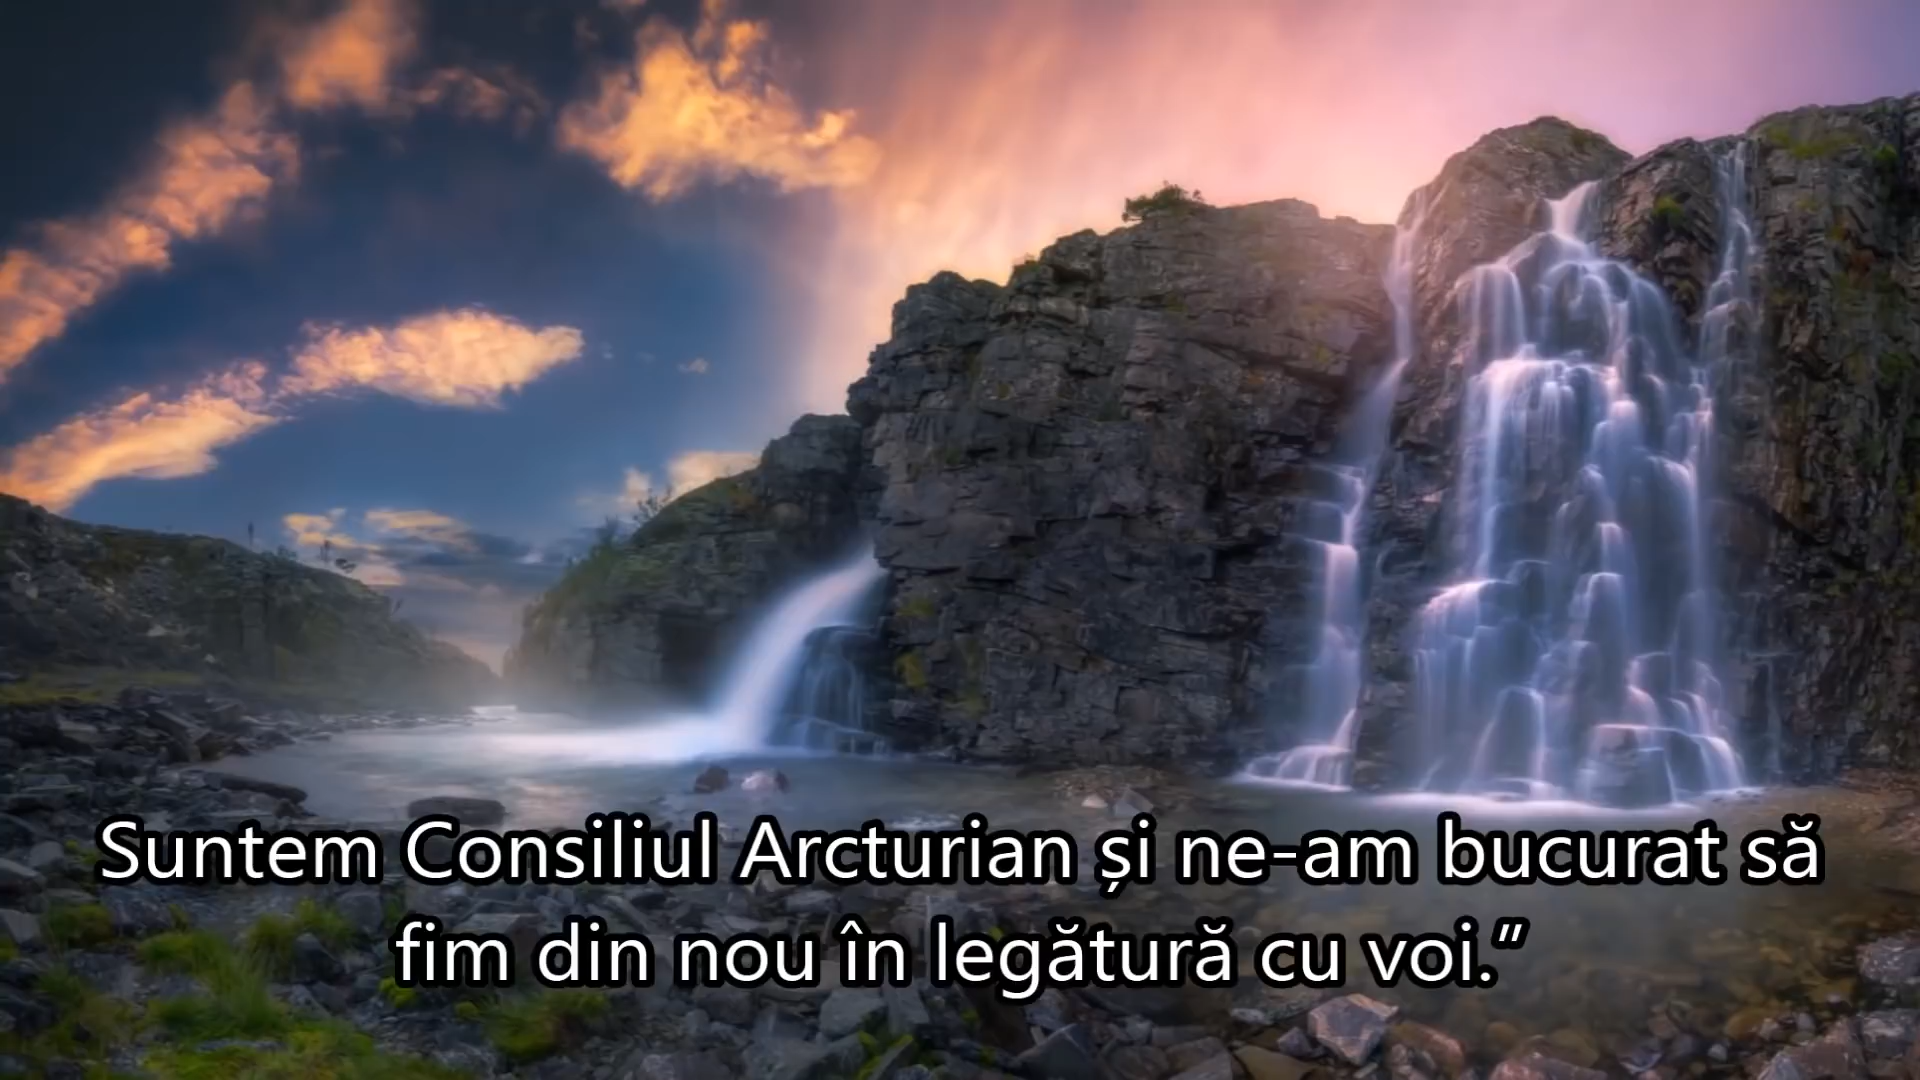 Suntem Consiliul Arcturian și ne-am bucurat să
fim din nou în legătură cu voi.”